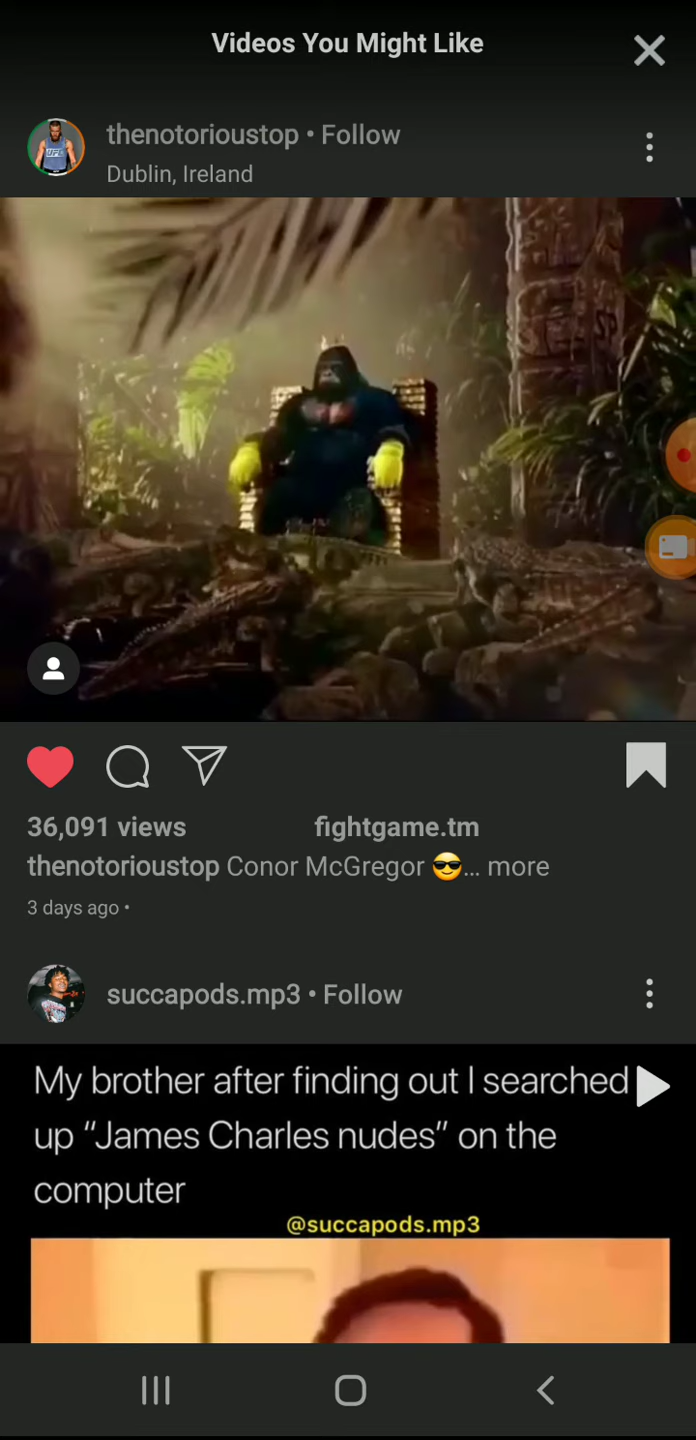 Videos You Might Like
thenotorioustop • Follow
Dublin, Ireland
UFC
SP
36,091 views fightgame.tm
thenotorioustop Conor McGregor 😎... more
3 days ago •
succapods.mp3 • Follow
My brother after finding out I searched
up “James Charles nudes” on the
computer
@succapods.mp3